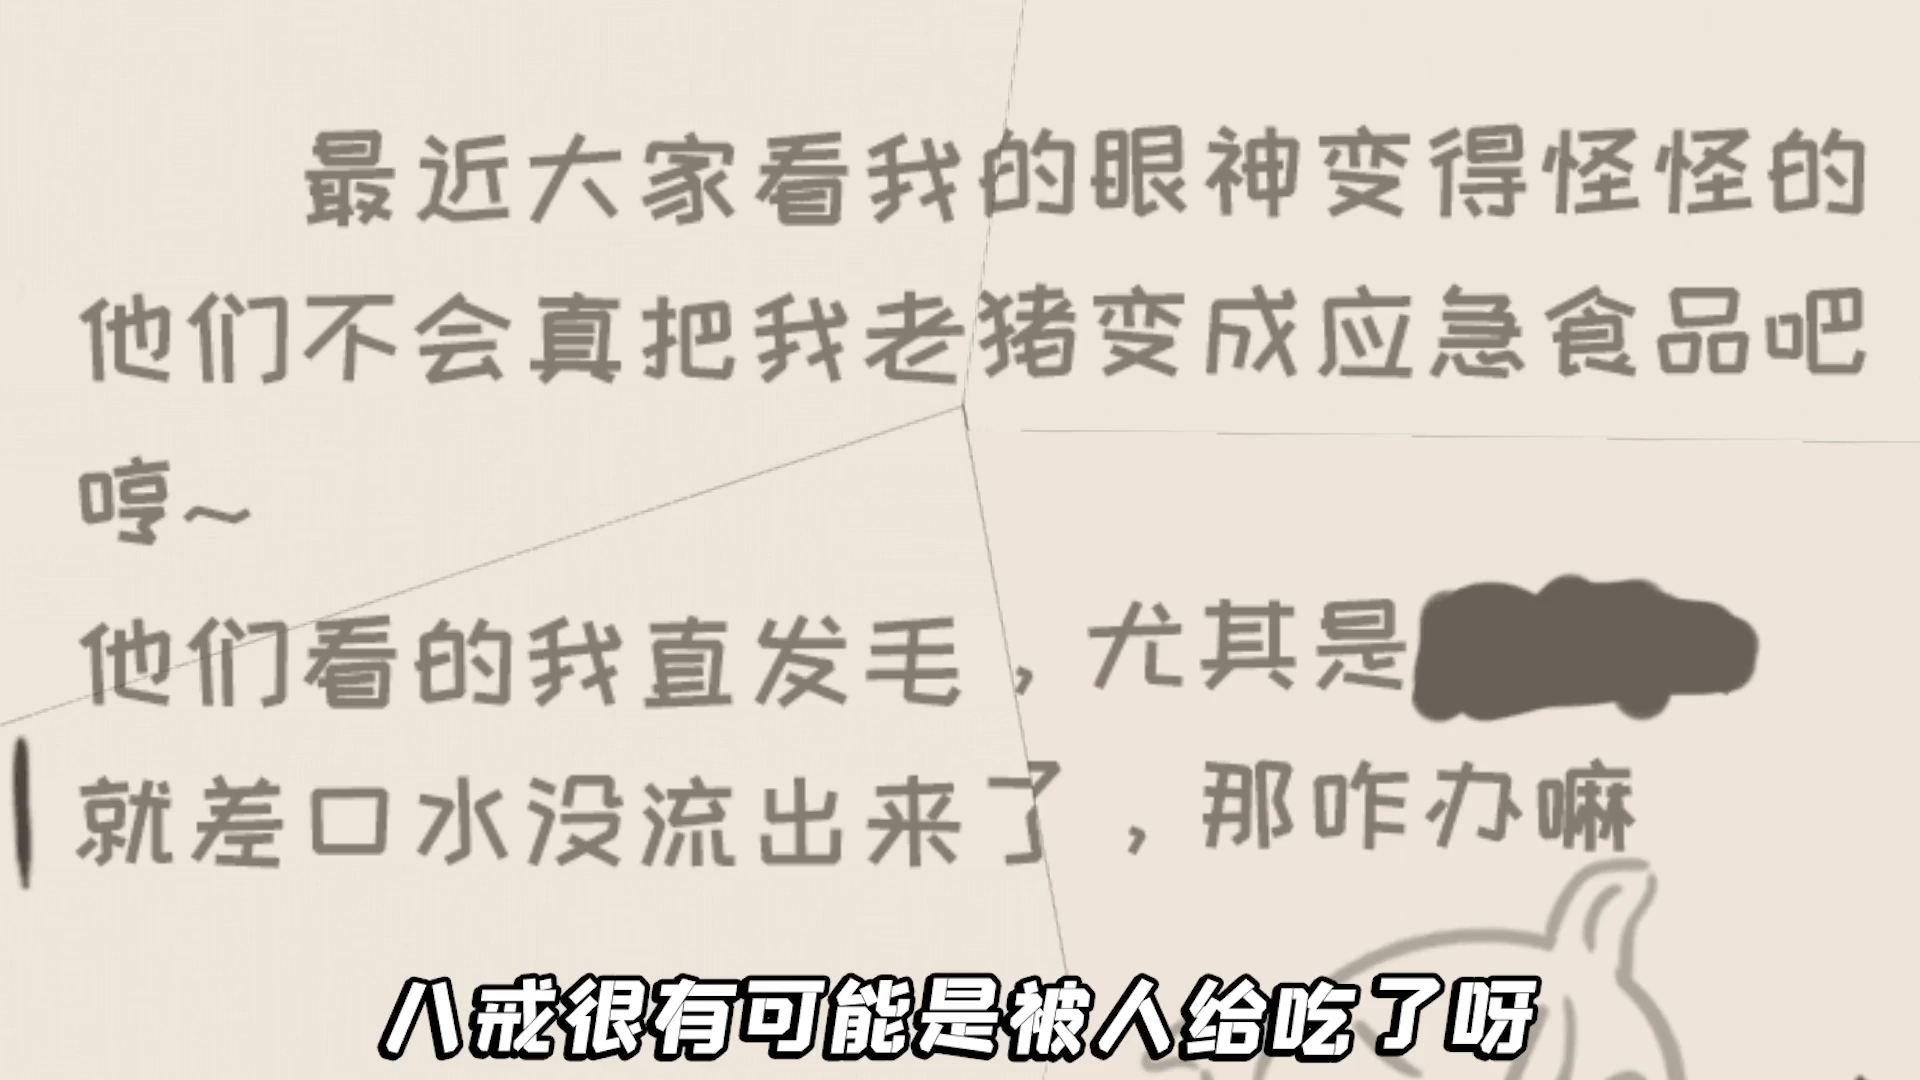 最近大家看我的眼神变得怪怪的
他们不会真把我老猪变成应急食品吧
哼~
他们看的我直发毛，尤其是
就差口水没流出来了，那咋办嘛
八戒很有可能是被人给吃了呀